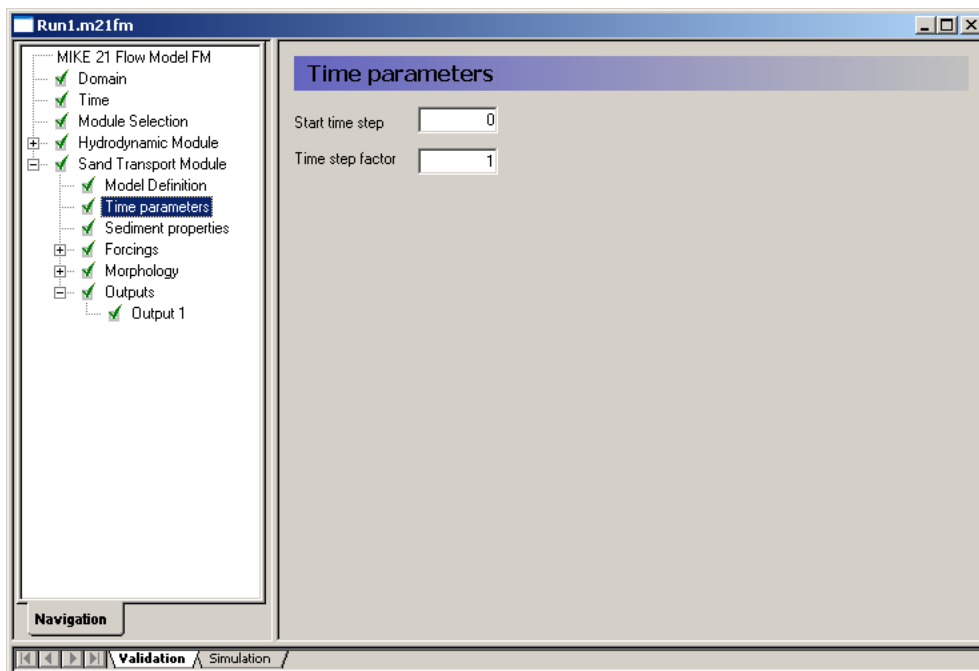 Run1.m21fm
MIKE 21 Flow Model FM
Domain
Time
Module Selection
Hydrodynamic Module
Sand Transport Module
Model Definition
Time parameters
Sediment properties
Forcings
Morphology
Outputs
Output 1
Navigation
Time parameters
Start time step 0
Time step factor 1
Validation Simulation